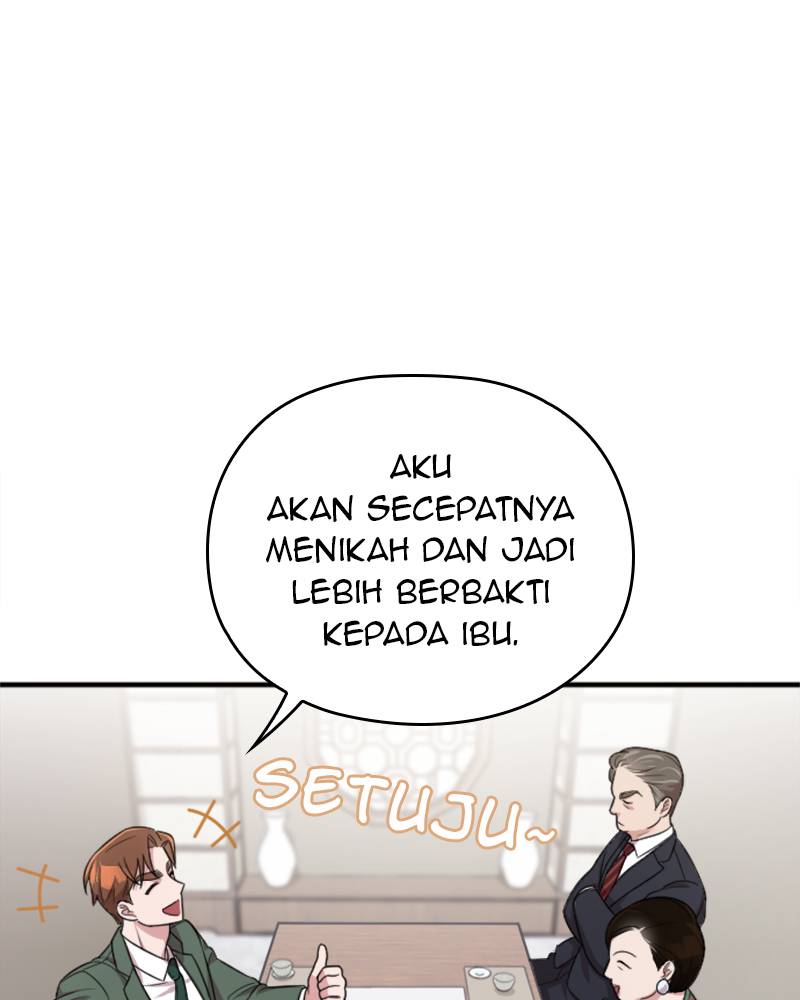 AKU
AKAN SECEPATNYA
MENIKAH DAN JADI
LEBIH BERBAKTI
KEPADA IBU.
SETUJU~